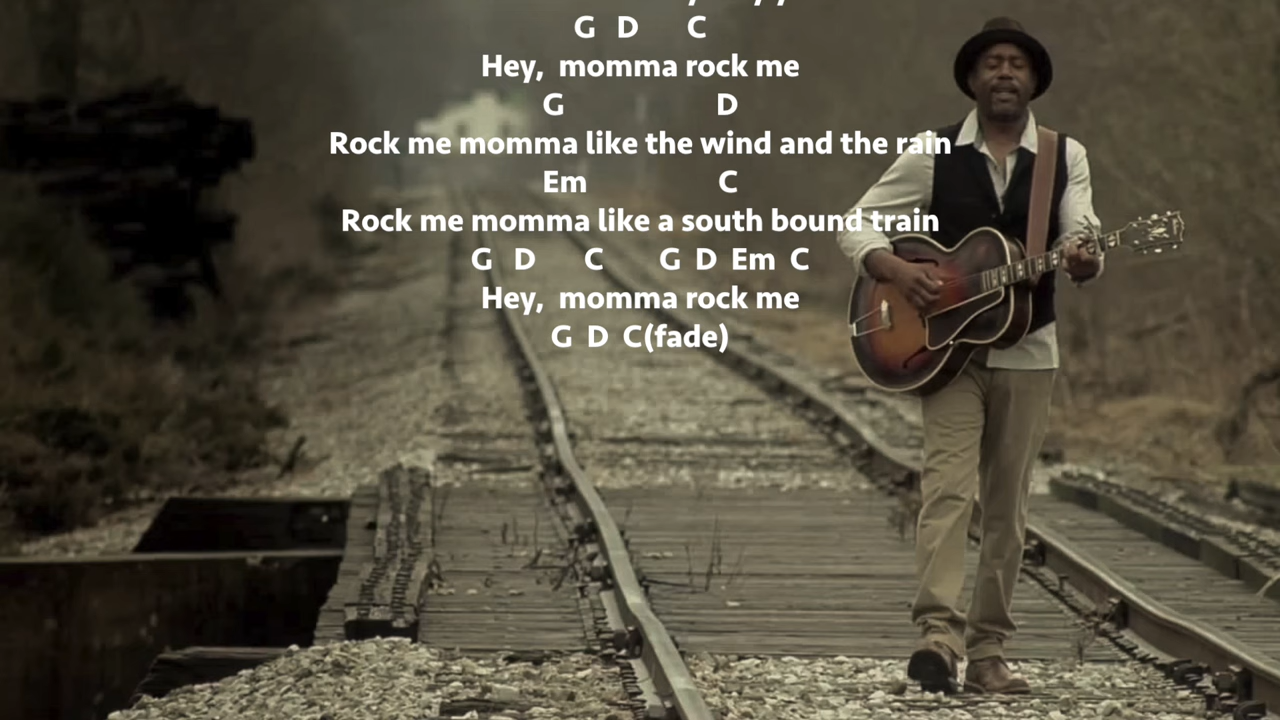 G D C
Hey, momma rock me
G D
Rock me momma like the wind and the rain
Em C
Rock me momma like a south bound train
G D C G D Em C
Hey, momma rock me
G D C(fade)